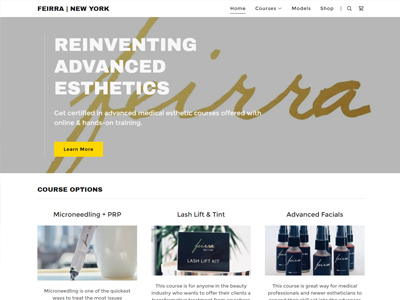 FEIRRA | NEW YORK
Home Courses Models Shop
REINVENTING
ADVANCED
ESTHETICS
feirra
Get certified in advanced medical esthetic courses offered with
online & hands-on training.
Learn More
COURSE OPTIONS
Microneedling + PRP
Lash Lift & Tint
Advanced Facials
feirra
LASH LIFT KIT
Microneedling is one of the quickest
ways to treat the most issues
This course is for anyone in the beauty
industry who wants to offer their clients a
This course is great for medical
professionals and newer estheticians to